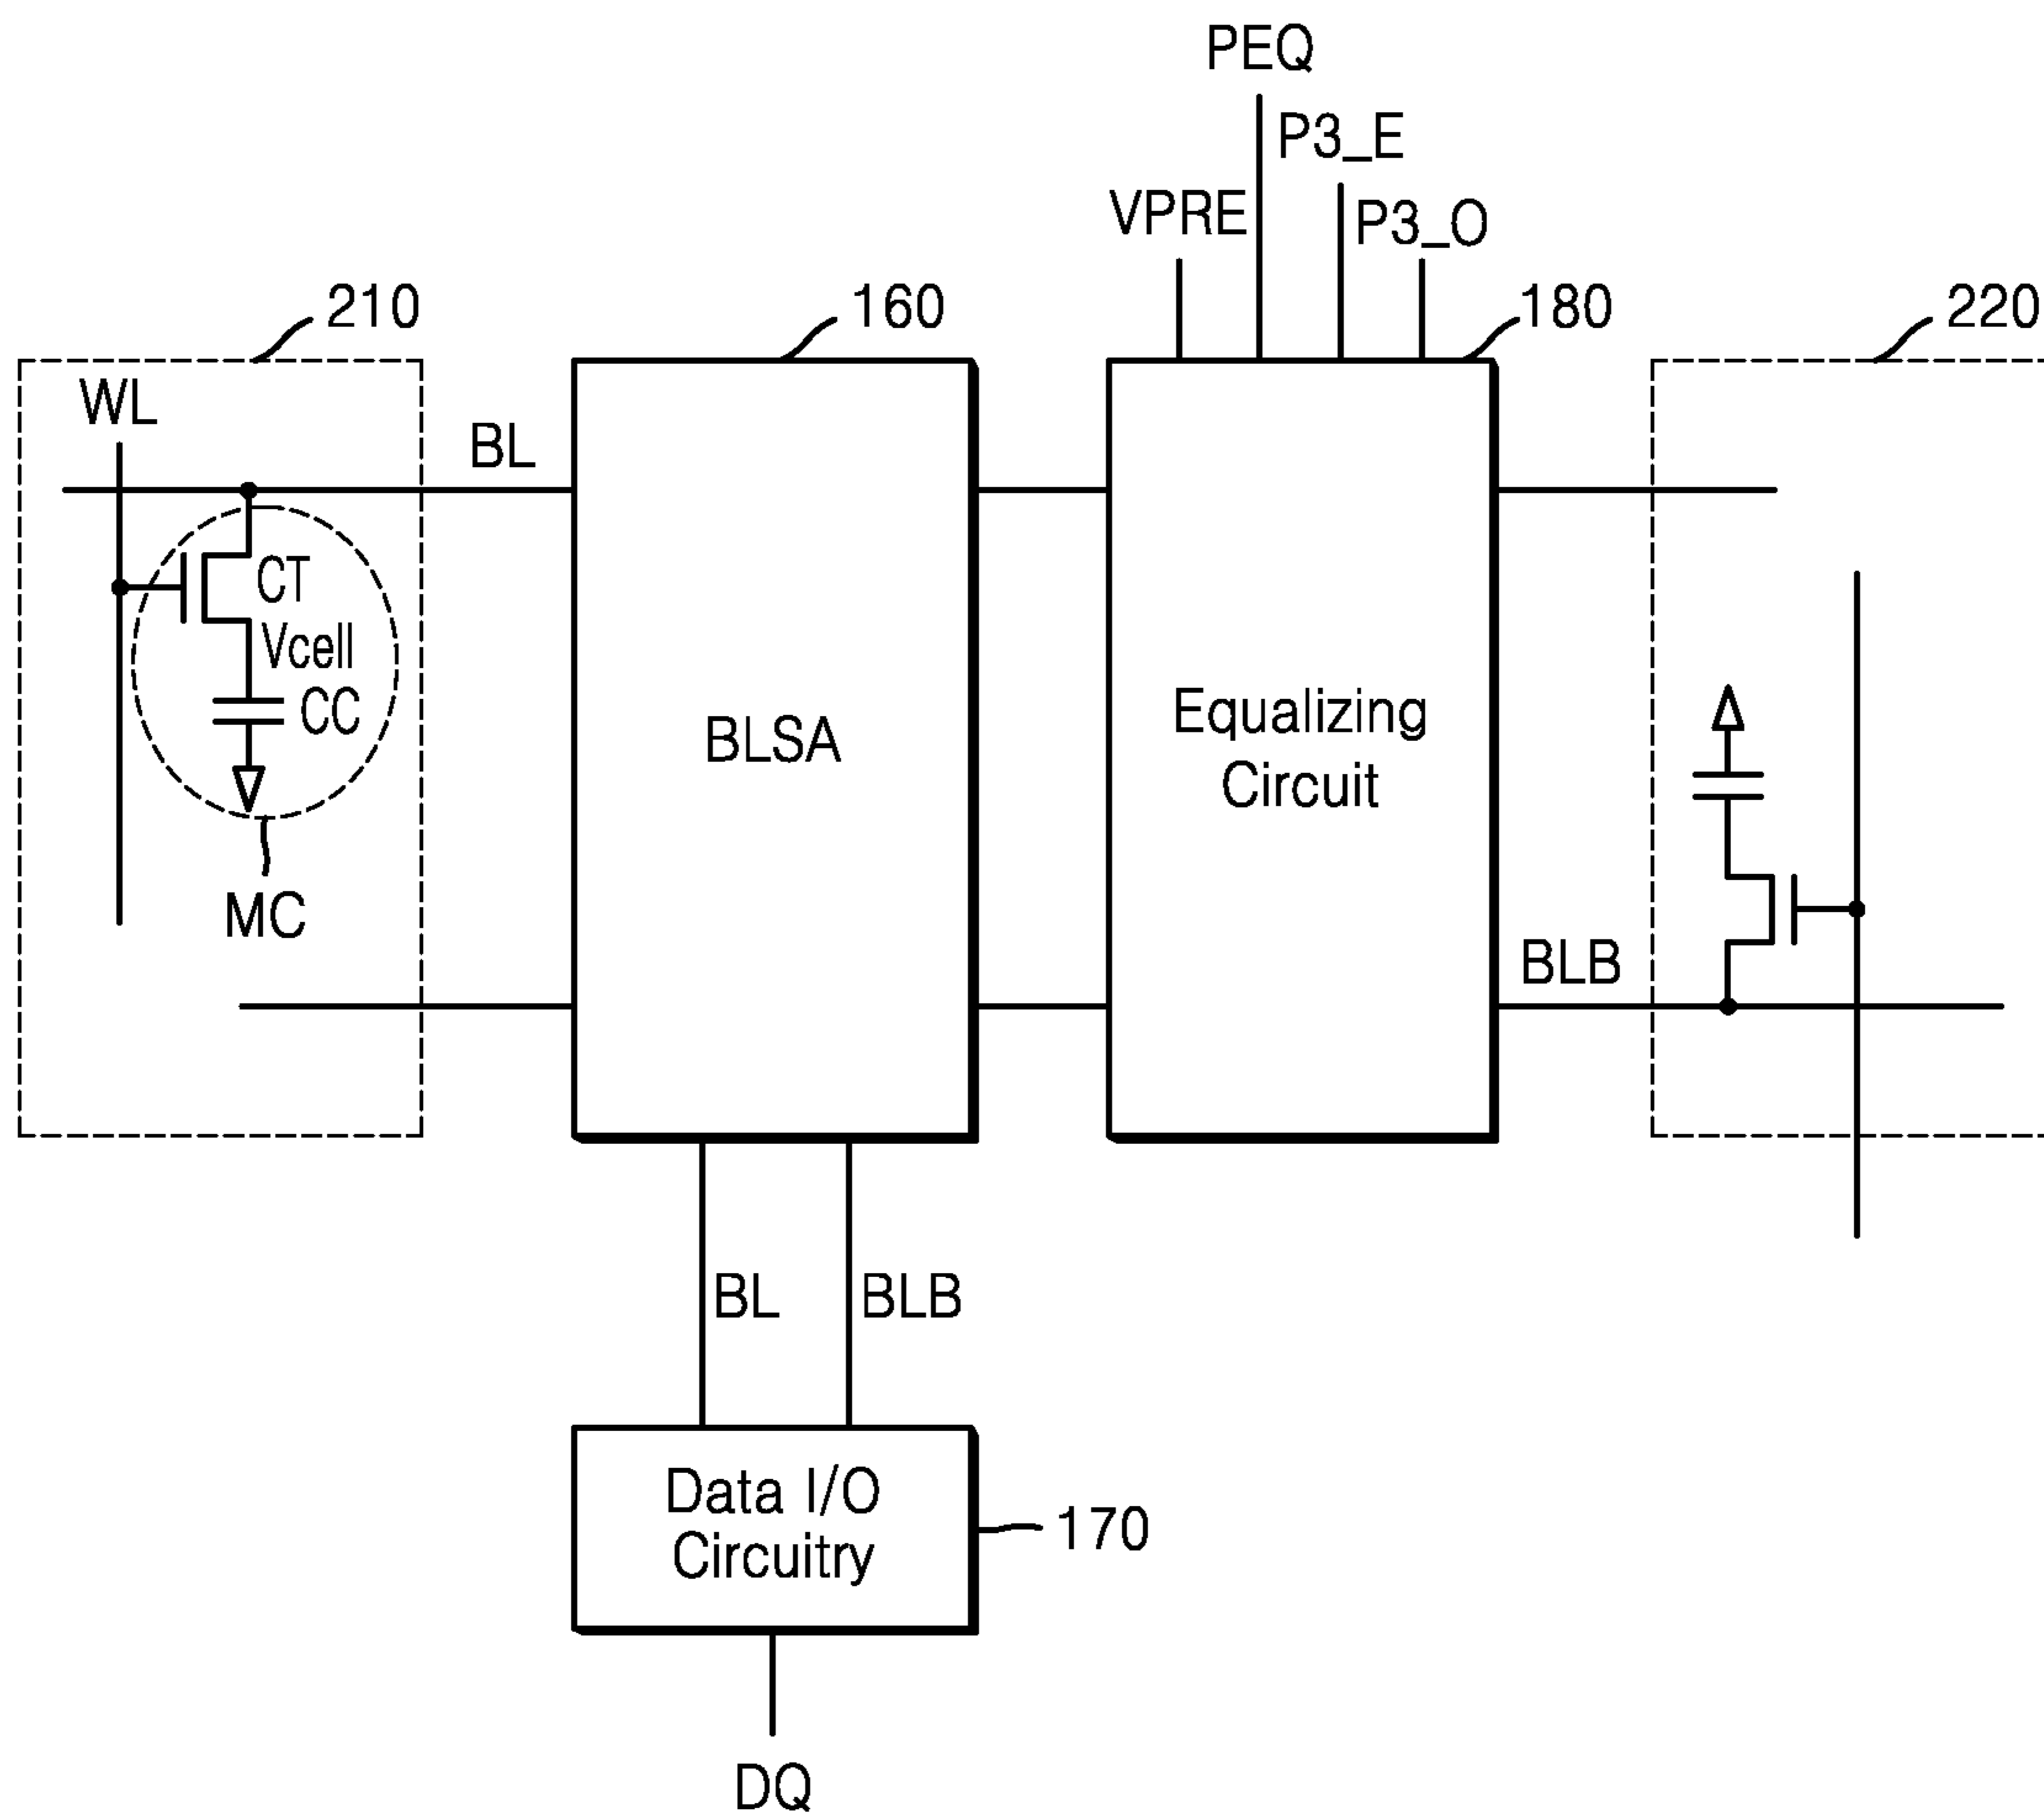 PEQ
P3_E
VPRE
P3_O
210
160
180
220
WL
BL
CT
Vcell
CC
MC
BLSA
Equalizing
Circuit
BLB
BL
BLB
Data I/O
Circuitry
170
DQ